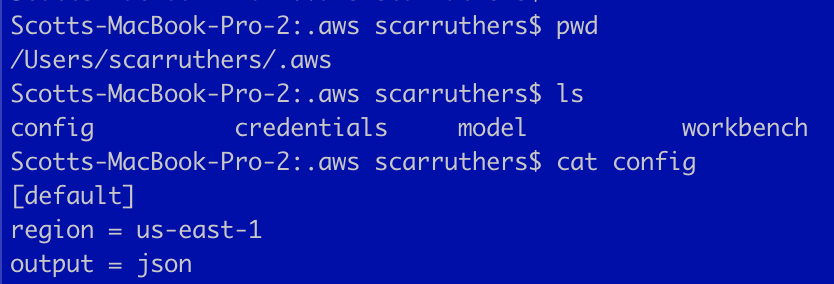 Scotts-MacBook-Pro-2:.aws scarruthers$ pwd
/Users/scarruthers/.aws
Scotts-MacBook-Pro-2:.aws scarruthers$ ls
config credentials model workbench
Scotts-MacBook-Pro-2:.aws scarruthers$ cat config
[default]
region = us-east-1
output = json